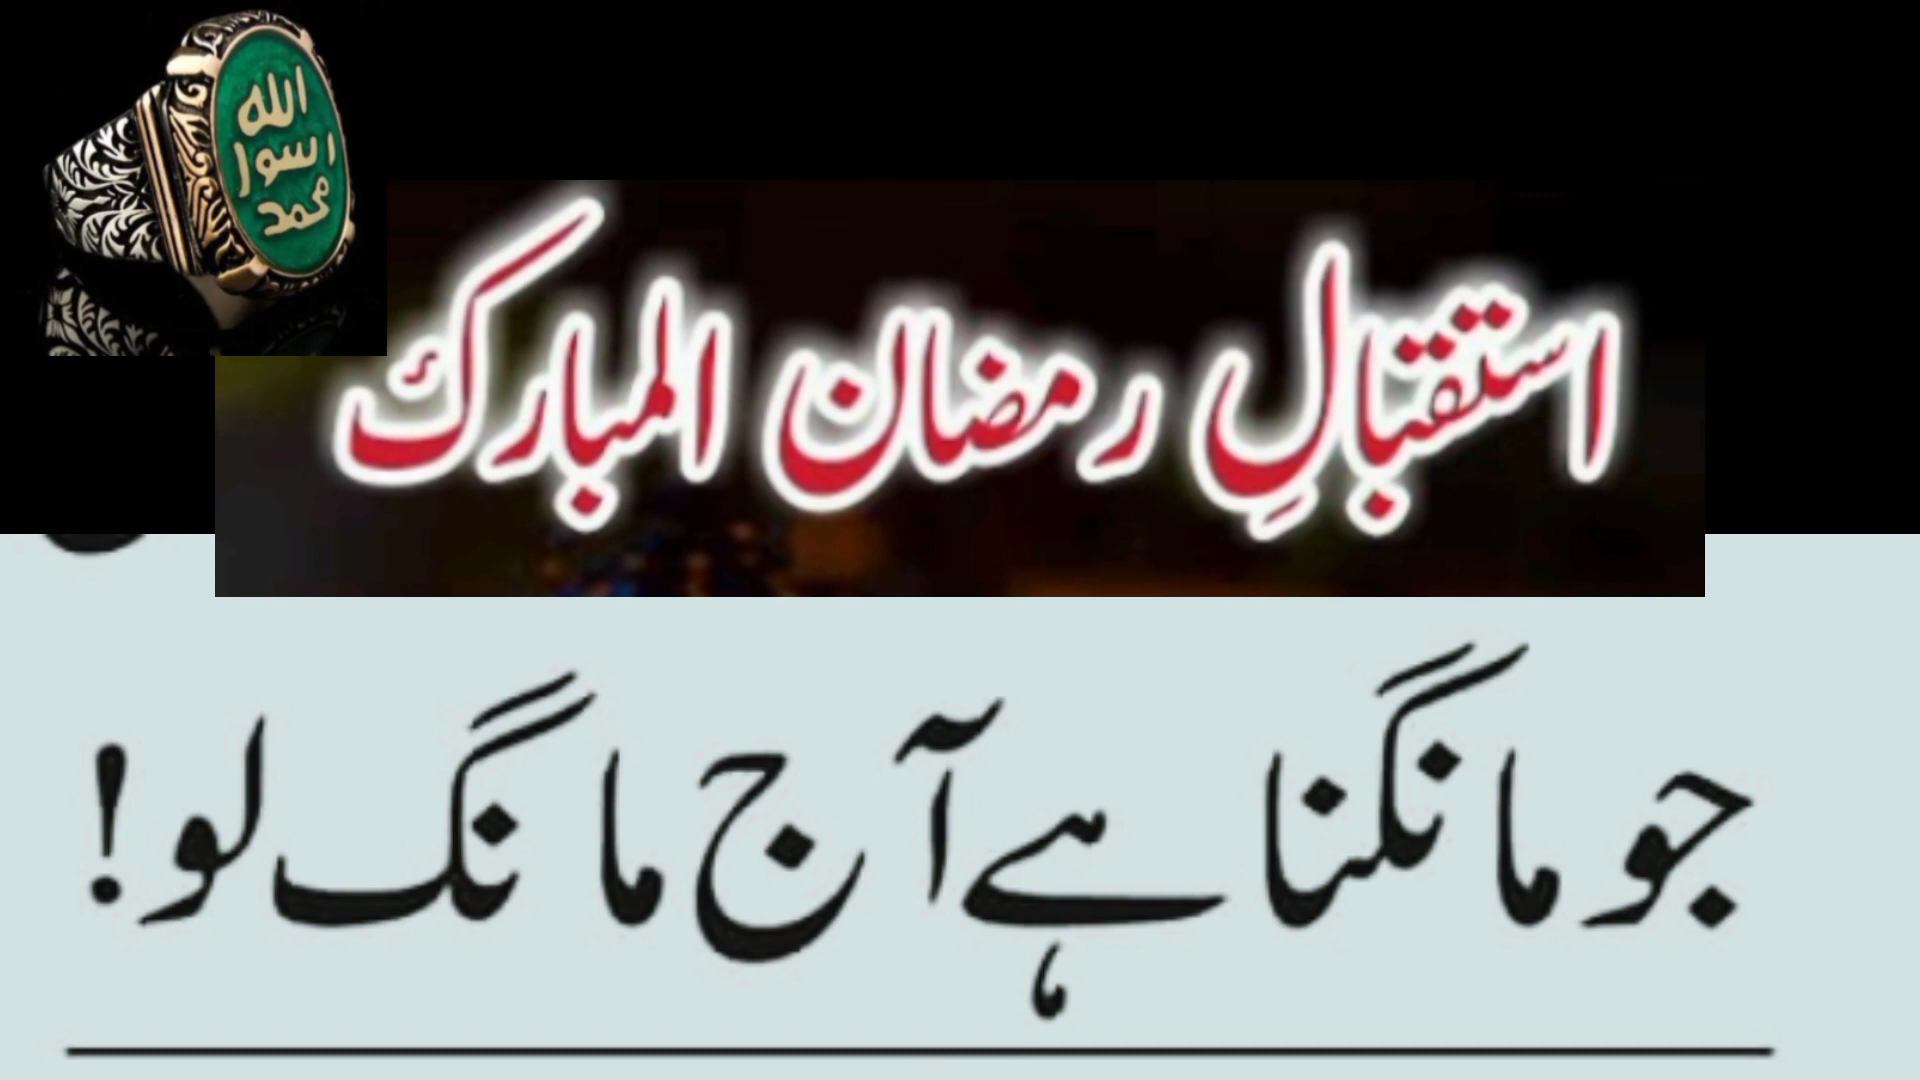 الله
رسول
محمد
استقبالِ رمضان المبارک
جو مانگنا ہے آج مانگ لو!